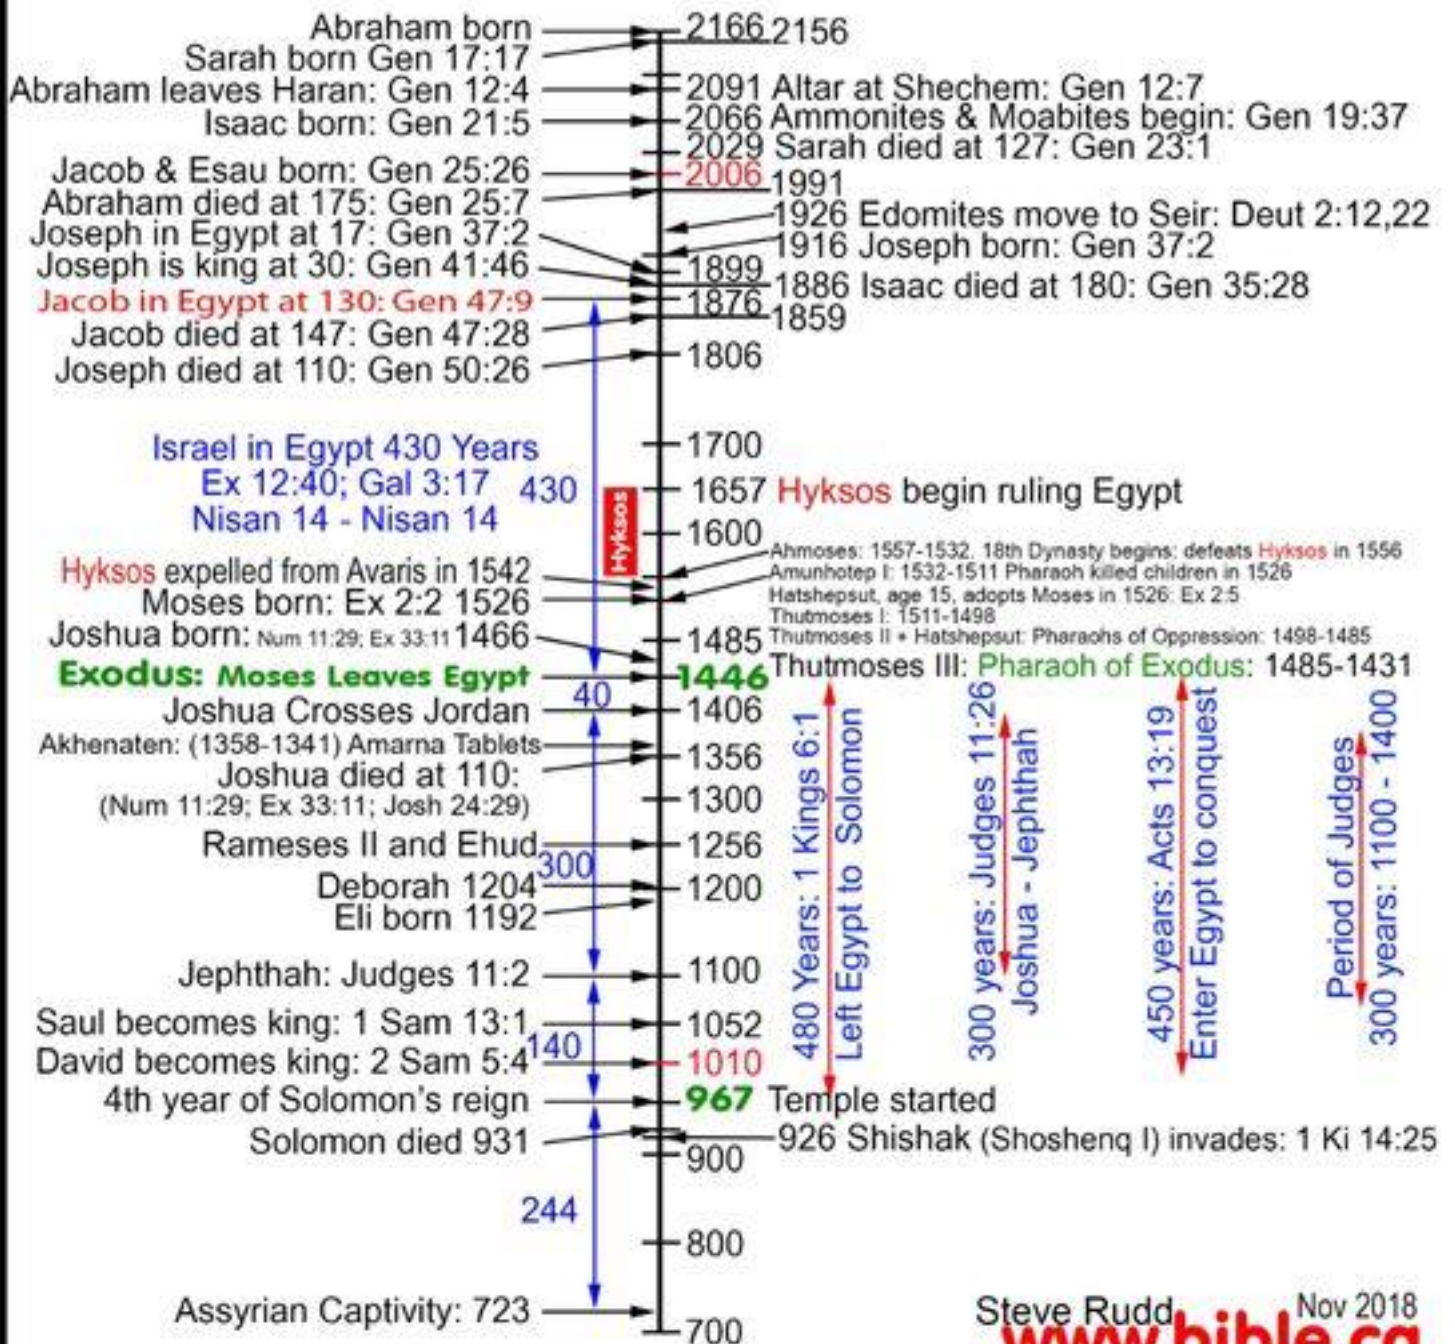 Abraham born 2166 2156
Sarah born Gen 17:17
Abraham leaves Haran: Gen 12:4 2091 Altar at Shechem: Gen 12:7
Isaac born: Gen 21:5 2066 Ammonites & Moabites begin: Gen 19:37
2029 Sarah died at 127: Gen 23:1
Jacob & Esau born: Gen 25:26 2006 1991
Abraham died at 175: Gen 25:7
1926 Edomites move to Seir: Deut 2:12,22
Joseph in Egypt at 17: Gen 37:2 1916 Joseph born: Gen 37:2
Joseph is king at 30: Gen 41:46 1899
1886 Isaac died at 180: Gen 35:28
Jacob in Egypt at 130: Gen 47:9 1876
Jacob died at 147: Gen 47:28 1859
Joseph died at 110: Gen 50:26 1806
Israel in Egypt 430 Years 1700
Ex 12:40; Gal 3:17 430 1657 Hyksos begin ruling Egypt
Nisan 14 - Nisan 14
Hyksos
1600
Ahmoses: 1557-1532. 18th Dynasty begins: defeats Hyksos in 1556
Hyksos expelled from Avaris in 1542 Amunhotep I: 1532-1511 Pharaoh killed children in 1526
Moses born: Ex 2:2 1526 Hatshepsut, age 15, adopts Moses in 1526: Ex 2:5
Thutmoses I: 1511-1498
Joshua born: Num 11:29; Ex 33:11 1466 1485 Thutmoses II + Hatshepsut: Pharaohs of Oppression: 1498-1485
Exodus: Moses Leaves Egypt 1446 Thutmoses III: Pharaoh of Exodus: 1485-1431
40
Joshua Crosses Jordan 1406
Akhenaten: (1358-1341) Amarna Tablets
Joshua died at 110: 1356
(Num 11:29; Ex 33:11; Josh 24:29) 1300
Rameses II and Ehud 1256
300
Deborah 1204 1200
Eli born 1192
Jephthah: Judges 11:2 1100
Saul becomes king: 1 Sam 13:1 1052
140
David becomes king: 2 Sam 5:4 1010
480 Years: 1 Kings 6:1
Left Egypt to Solomon
300 years: Judges 11:26
Joshua - Jephthah
450 years: Acts 13:19
Enter Egypt to conquest
Period of Judges
300 years: 1100 - 1400
4th year of Solomon's reign 967 Temple started
Solomon died 931 926 Shishak (Shoshenq I) invades: 1 Ki 14:25
900
244
800
Assyrian Captivity: 723
700
Steve Rudd Nov 2018
www.bible.ca